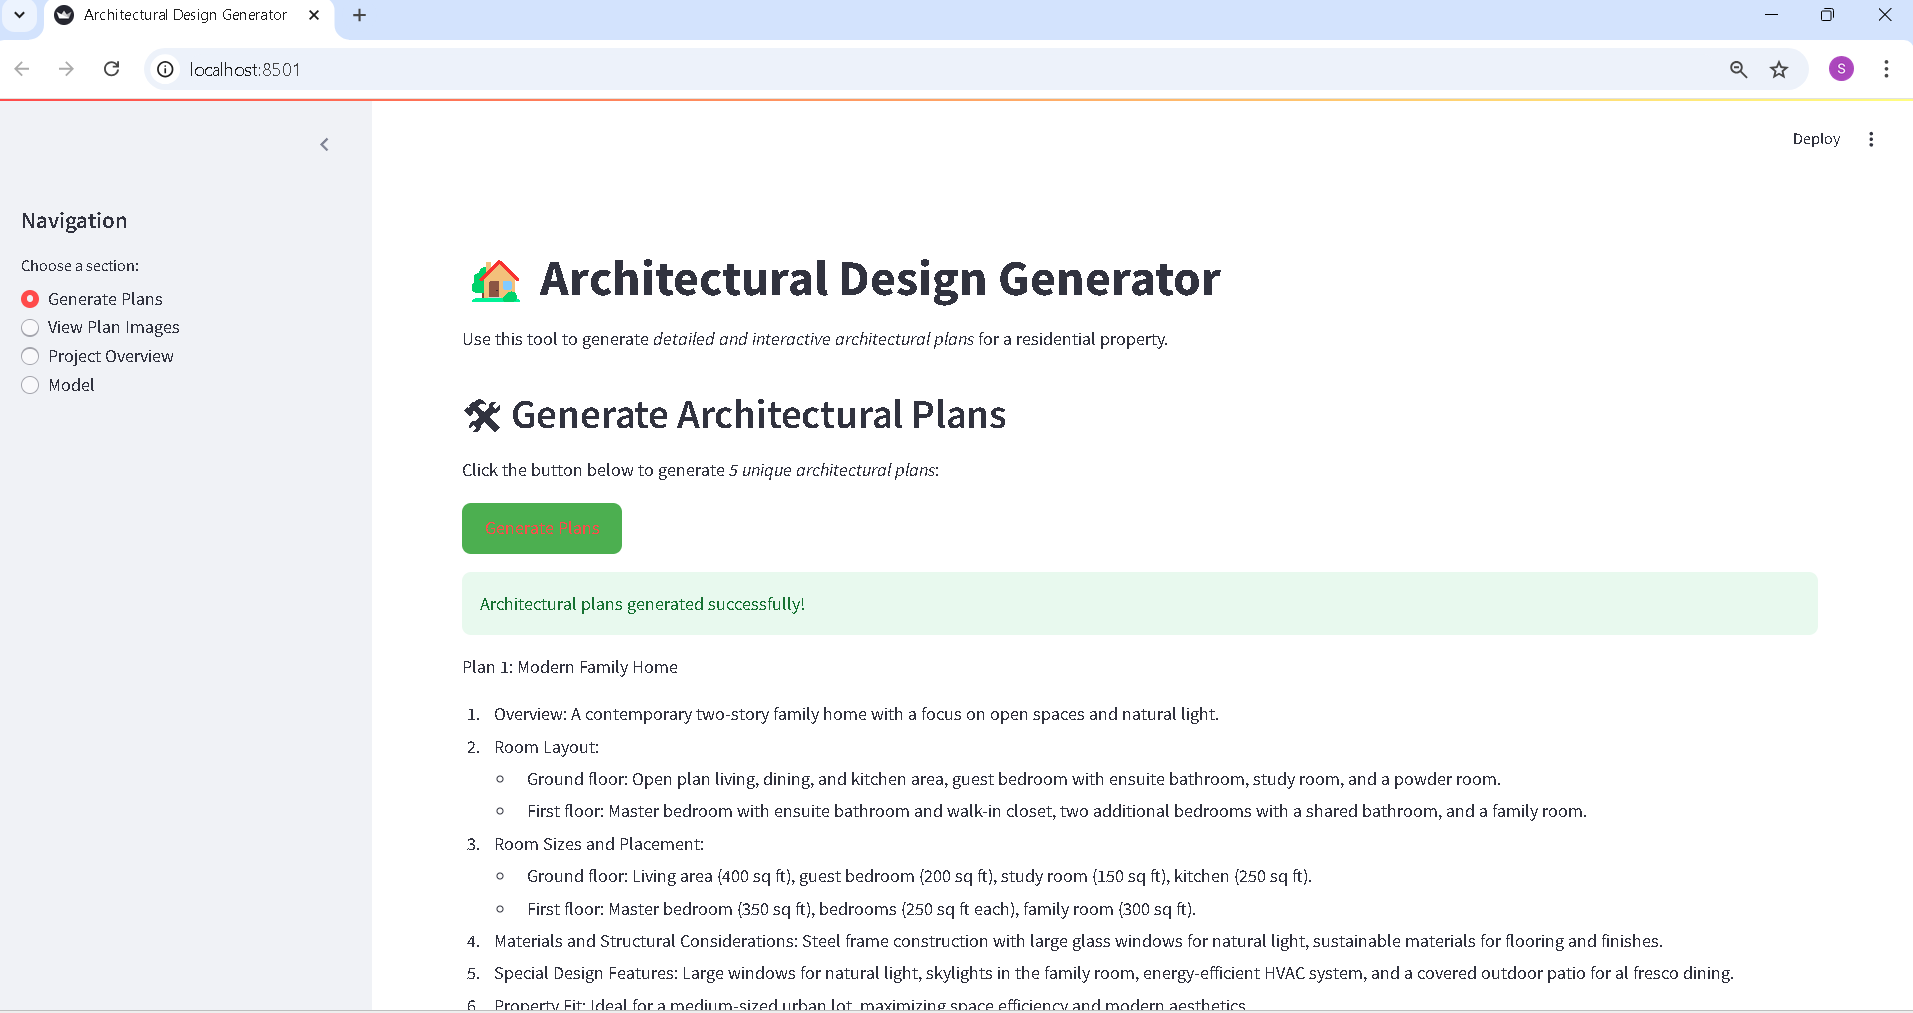 Architectural Design Generator
localhost:8501
S
Deploy
Navigation
Choose a section:
Generate Plans
View Plan Images
Project Overview
Model
Architectural Design Generator
Use this tool to generate detailed and interactive architectural plans for a residential property.
Generate Architectural Plans
Click the button below to generate 5 unique architectural plans:
Generate Plans
Architectural plans generated successfully!
Plan 1: Modern Family Home
1. Overview: A contemporary two-story family home with a focus on open spaces and natural light.
2. Room Layout:
Ground floor: Open plan living, dining, and kitchen area, guest bedroom with ensuite bathroom, study room, and a powder room.
First floor: Master bedroom with ensuite bathroom and walk-in closet, two additional bedrooms with a shared bathroom, and a family room.
3. Room Sizes and Placement:
Ground floor: Living area (400 sq ft), guest bedroom (200 sq ft), study room (150 sq ft), kitchen (250 sq ft).
First floor: Master bedroom (350 sq ft), bedrooms (250 sq ft each), family room (300 sq ft).
4. Materials and Structural Considerations: Steel frame construction with large glass windows for natural light, sustainable materials for flooring and finishes.
5. Special Design Features: Large windows for natural light, skylights in the family room, energy-efficient HVAC system, and a covered outdoor patio for al fresco dining.
6. Property Fit: Ideal for a medium-sized urban lot, maximizing space efficiency and modern aesthetics.